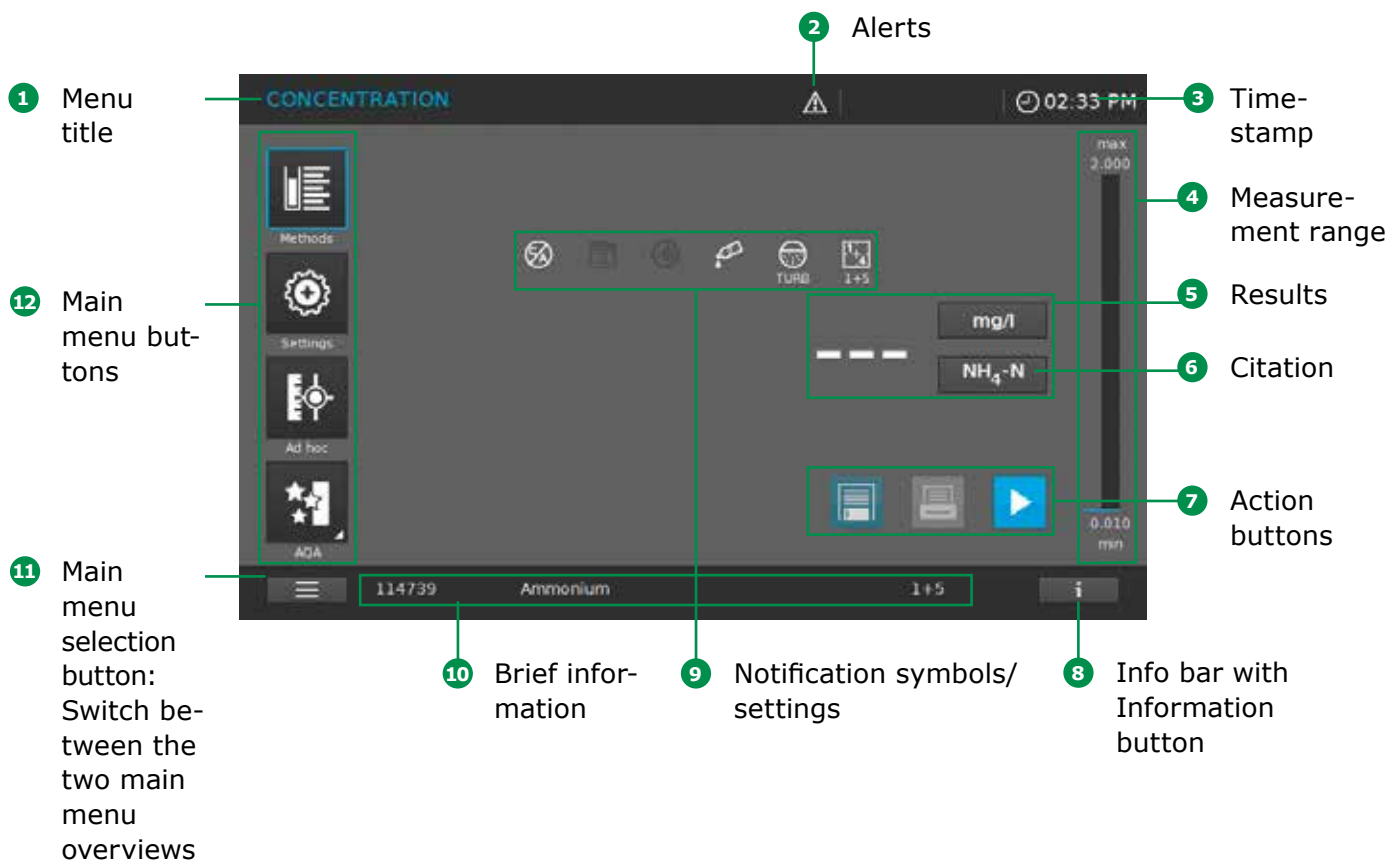 2 Alerts
1 Menu
title
CONCENTRATION
02:33 PM
3 Time-
stamp
max
2.000
4 Measure-
ment range
Methods
S/A
TURB
1+4
1+5
12 Main
menu but-
tons
Settings
mg/l
5 Results
NH₄-N
6 Citation
Ad hoc
7 Action
buttons
0.010
min
AQA
11 Main
menu
selection
button:
Switch be-
tween the
two main
menu
overviews
114739 Ammonium 1+5
i
10 Brief infor-
mation
9 Notification symbols/
settings
8 Info bar with
Information
button